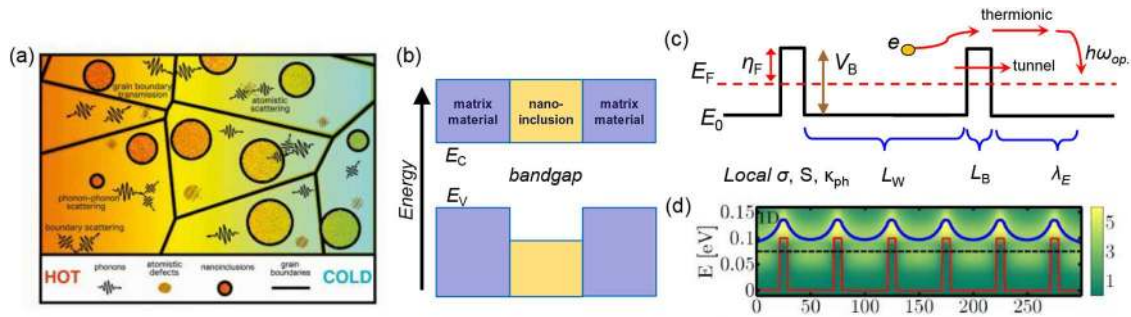 (a)
grain boundary
transmission
atomistic
scattering
phonon-phonon
scattering
boundary scattering
HOT
phonons
atomistic
defects
nanoinclusions
grain
boundaries
COLD
(b)
Energy
matrix
material
nano-
inclusion
matrix
material
E_C
bandgap
E_V
(c)
thermionic
e
η_F
V_B
E_F
tunnel
ħω_op.
E_0
Local σ, S, κ_ph
L_W
L_B
λ_E
(d)
1D
E [eV]
0.15
0.1
0.05
0
0 50 100 150 200 250
5
3
1